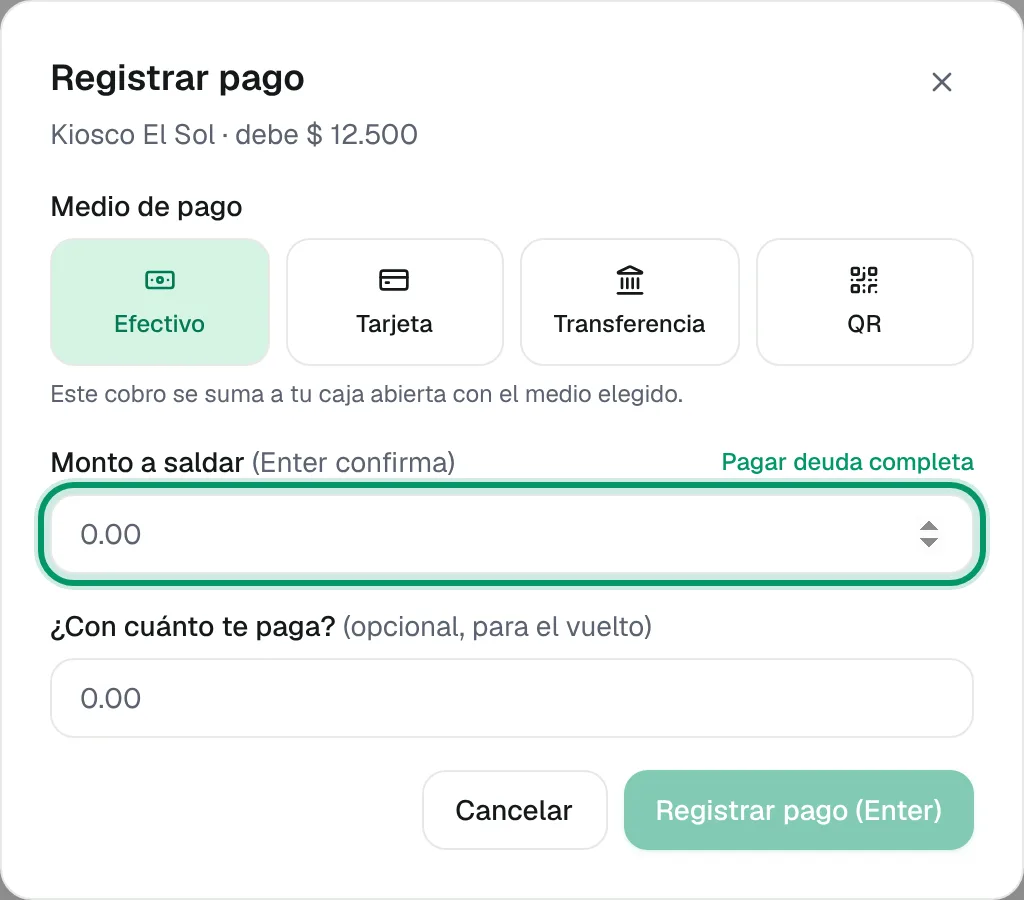 Registrar pago
Kiosco El Sol · debe $ 12.500
Medio de pago
Efectivo
Tarjeta
Transferencia
QR
Este cobro se suma a tu caja abierta con el medio elegido.
Monto a saldar (Enter confirma)
Pagar deuda completa
0.00
¿Con cuánto te paga? (opcional, para el vuelto)
0.00
Cancelar
Registrar pago (Enter)